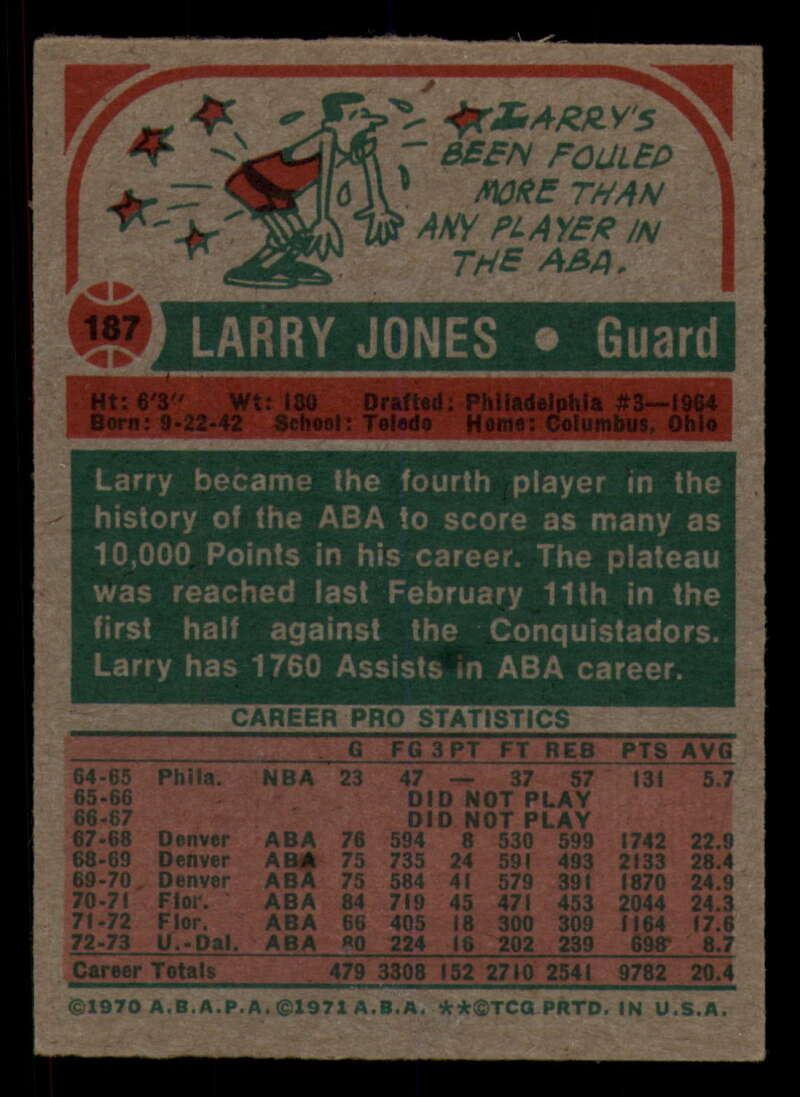 LARRY'S
BEEN FOULED
MORE THAN
ANY PLAYER IN
THE ABA.
187 LARRY JONES • Guard
Ht: 6'3" Wt: 180 Drafted: Philadelphia #3—1964
Born: 9-22-42 School: Toledo Home: Columbus, Ohio
Larry became the fourth player in the
history of the ABA to score as many as
10,000 Points in his career. The plateau
was reached last February 11th in the
first half against the Conquistadors.
Larry has 1760 Assists in ABA career.
CAREER PRO STATISTICS
G FG 3PT FT REB PTS AVG
64-65 Phila. NBA 23 47 — 37 57 131 5.7
65-66 DID NOT PLAY
66-67 DID NOT PLAY
67-68 Denver ABA 76 594 8 530 599 1742 22.9
68-69 Denver ABA 75 735 24 591 493 2133 28.4
69-70 Denver ABA 75 584 41 579 391 1870 24.9
70-71 Flor. ABA 84 719 45 471 453 2044 24.3
71-72 Flor. ABA 66 405 18 300 309 1164 17.6
72-73 U.-Dal. ABA 80 224 16 202 239 698 8.7
Career Totals 479 3308 152 2710 2541 9782 20.4
©1970 A.B.A.P.A. ©1971 A.B.A. **©TCG PRTD. IN U.S.A.